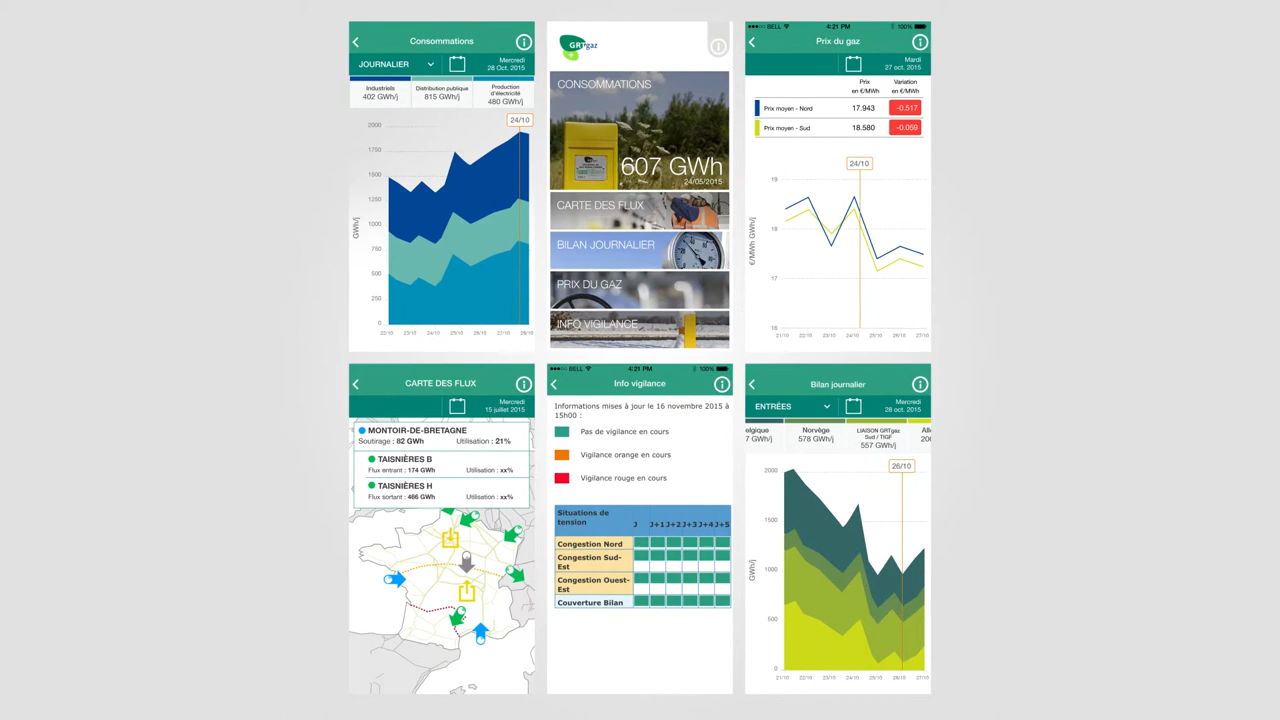 Consommations
JOURNALIER
Mercredi
28 Oct. 2015
Industriels
402 GWh/j
Distribution publique
815 GWh/j
Production
d'électricité
480 GWh/j
24/10
2000
1750
1500
1250
1000
750
500
250
0
GWh/j
22/10 23/10 24/10 25/10 26/10 27/10 28/10
GRTgaz
CONSOMMATIONS
607 GWh
24/05/2015
CARTE DES FLUX
BILAN JOURNALIER
PRIX DU GAZ
INFO VIGILANCE
BELL 4:21 PM 100%
Prix du gaz
Mardi
27 oct. 2015
Prix
en €/MWh
Variation
en €/MWh
Prix moyen - Nord 17.943 -0.517
Prix moyen - Sud 18.580 -0.059
24/10
19
18
17
16
€/MWh GWh/j
21/10 22/10 23/10 24/10 25/10 26/10 27/10
CARTE DES FLUX
Mercredi
15 juillet 2015
MONTOIR-DE-BRETAGNE
Soutirage : 82 GWh Utilisation : 21%
TAISNIÈRES B
Flux entrant : 174 GWh Utilisation : xx%
TAISNIÈRES H
Flux sortant : 466 GWh Utilisation : xx%
BELL 4:21 PM 100%
Info vigilance
Informations mises à jour le 16 novembre 2015 à
15h00 :
Pas de vigilance en cours
Vigilance orange en cours
Vigilance rouge en cours
Situations de
tension
J J+1 J+2 J+3 J+4 J+5
Congestion Nord
Congestion Sud-
Est
Congestion Ouest-
Est
Couverture Bilan
BELL 4:21 PM 100%
Bilan journalier
ENTRÉES
Mercredi
28 oct. 2015
elgique
7 GWh/j
Norvège
578 GWh/j
LIAISON GRTgaz
Sud / TIGF
557 GWh/j
All
200
26/10
2000
1500
1000
500
0
GWh/j
21/10 22/10 23/10 24/10 25/10 26/10 27/10